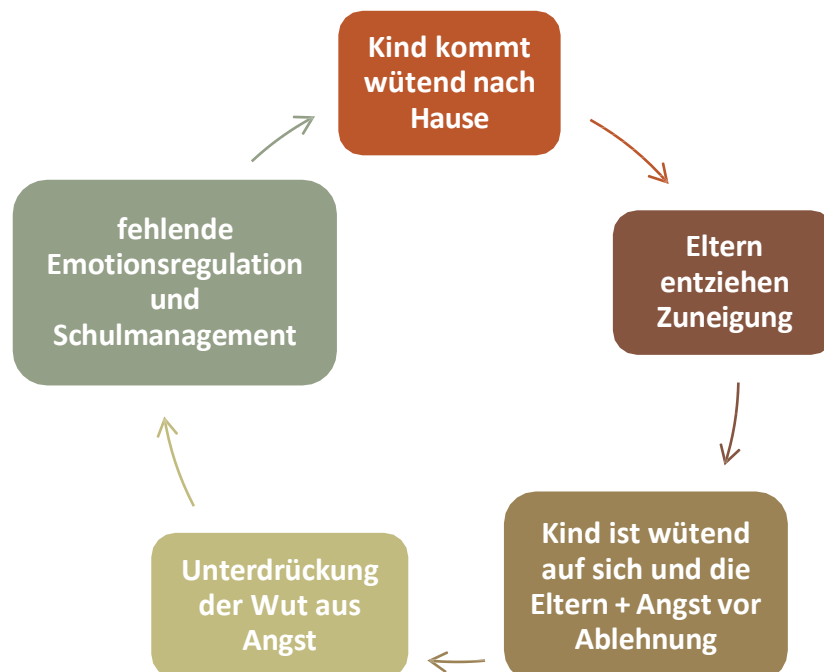 Kind kommt
wütend nach
Hause
Eltern
entziehen
Zuneigung
Kind ist wütend
auf sich und die
Eltern + Angst vor
Ablehnung
Unterdrückung
der Wut aus
Angst
fehlende
Emotionsregulation
und
Schulmanagement